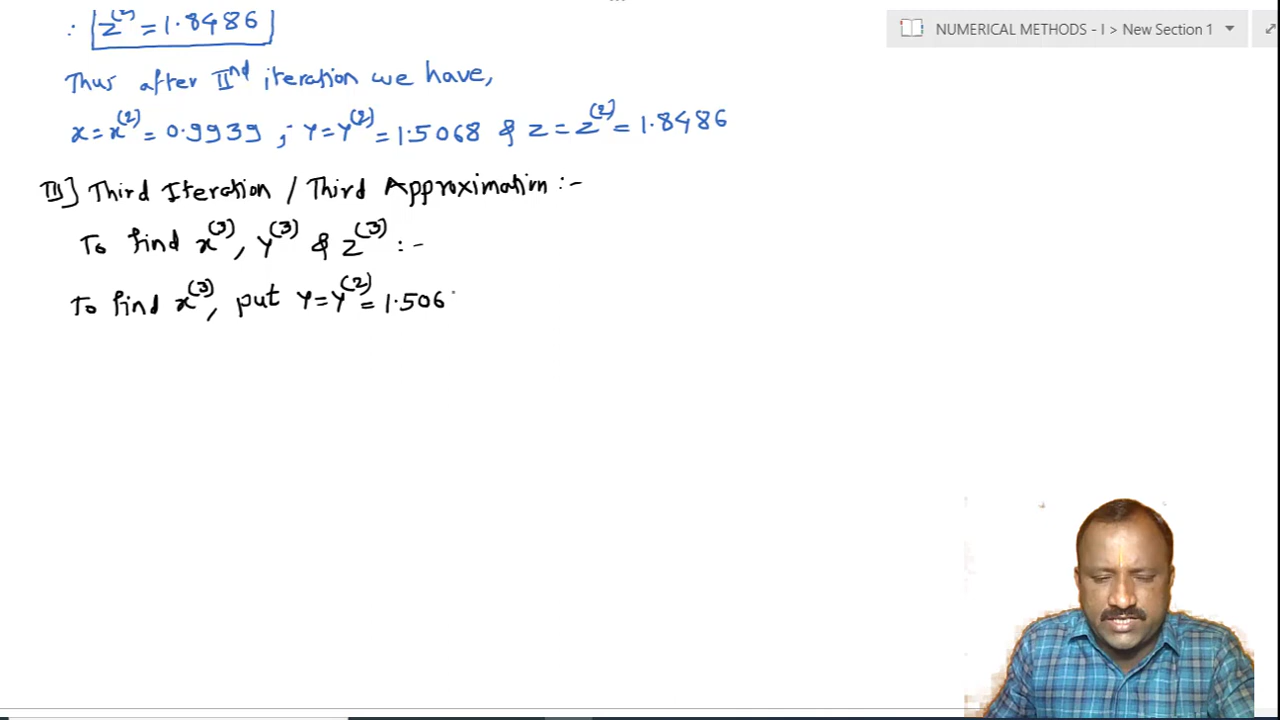 ∴ z⁽²⁾ = 1.8486
NUMERICAL METHODS - I > New Section 1
Thus after IInd iteration we have,
x = x⁽²⁾ = 0.9939 ; y = y⁽²⁾ = 1.5068 & z = z⁽²⁾ = 1.8486
III] Third Iteration / Third Approximation :-
To find x⁽³⁾, y⁽³⁾ & z⁽³⁾ :-
To find x⁽³⁾, put y = y⁽²⁾ = 1.506